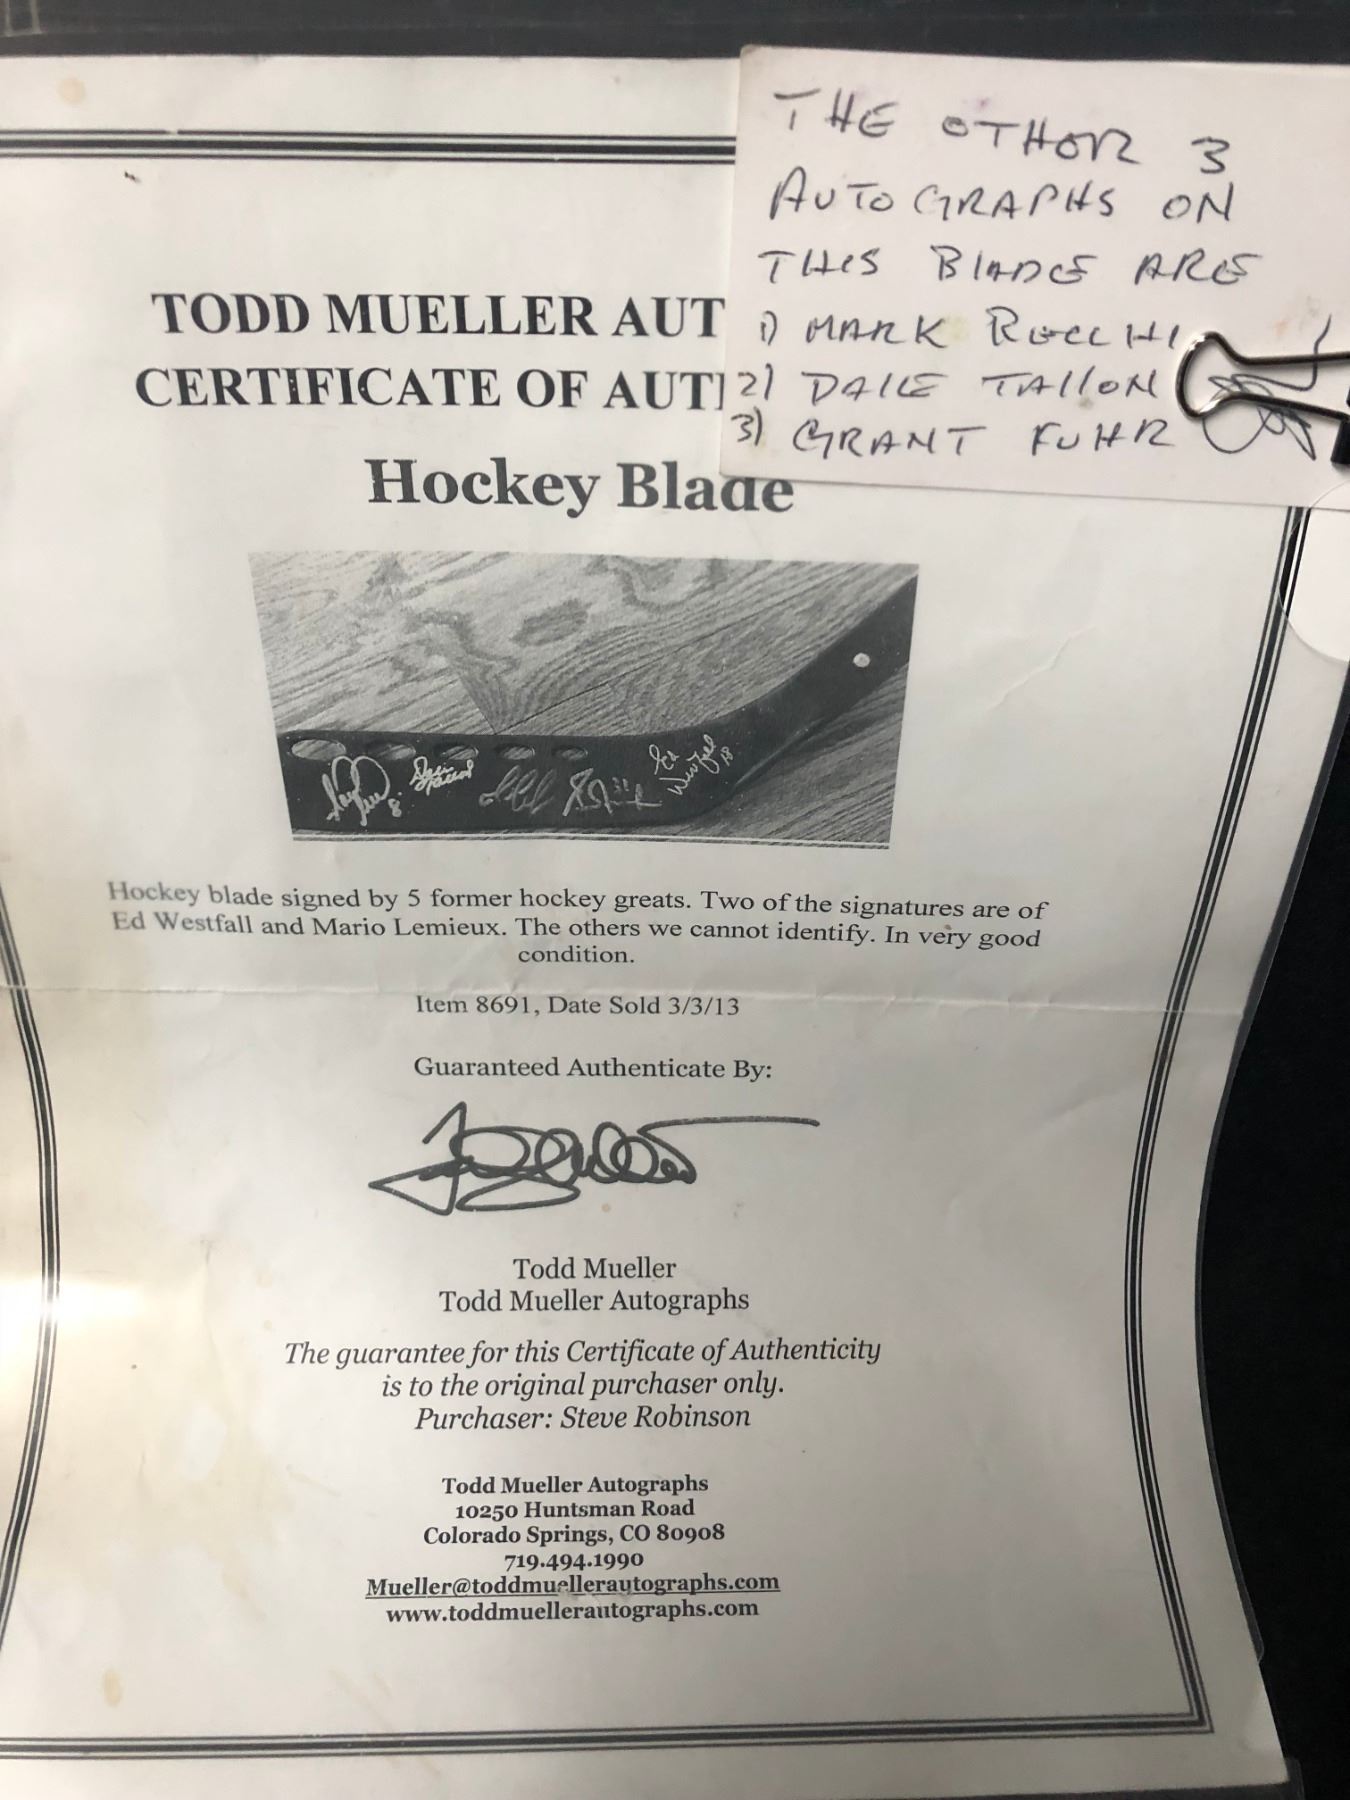 THE OTHOR 3
AUTOGRAPHS ON
THIS BLADE ARE
1) MARK RECCHI
2) DALE TALLON
3) GRANT FUHR
TODD MUELLER AUT
CERTIFICATE OF AUT
Hockey Blade
Ed
Westfall
18
8
Hockey blade signed by 5 former hockey greats. Two of the signatures are of
Ed Westfall and Mario Lemieux. The others we cannot identify. In very good
condition.
Item 8691, Date Sold 3/3/13
Guaranteed Authenticate By:
Todd Mueller
Todd Mueller Autographs
The guarantee for this Certificate of Authenticity
is to the original purchaser only.
Purchaser: Steve Robinson
Todd Mueller Autographs
10250 Huntsman Road
Colorado Springs, CO 80908
719.494.1990
Mueller@toddmuellerautographs.com
www.toddmuellerautographs.com